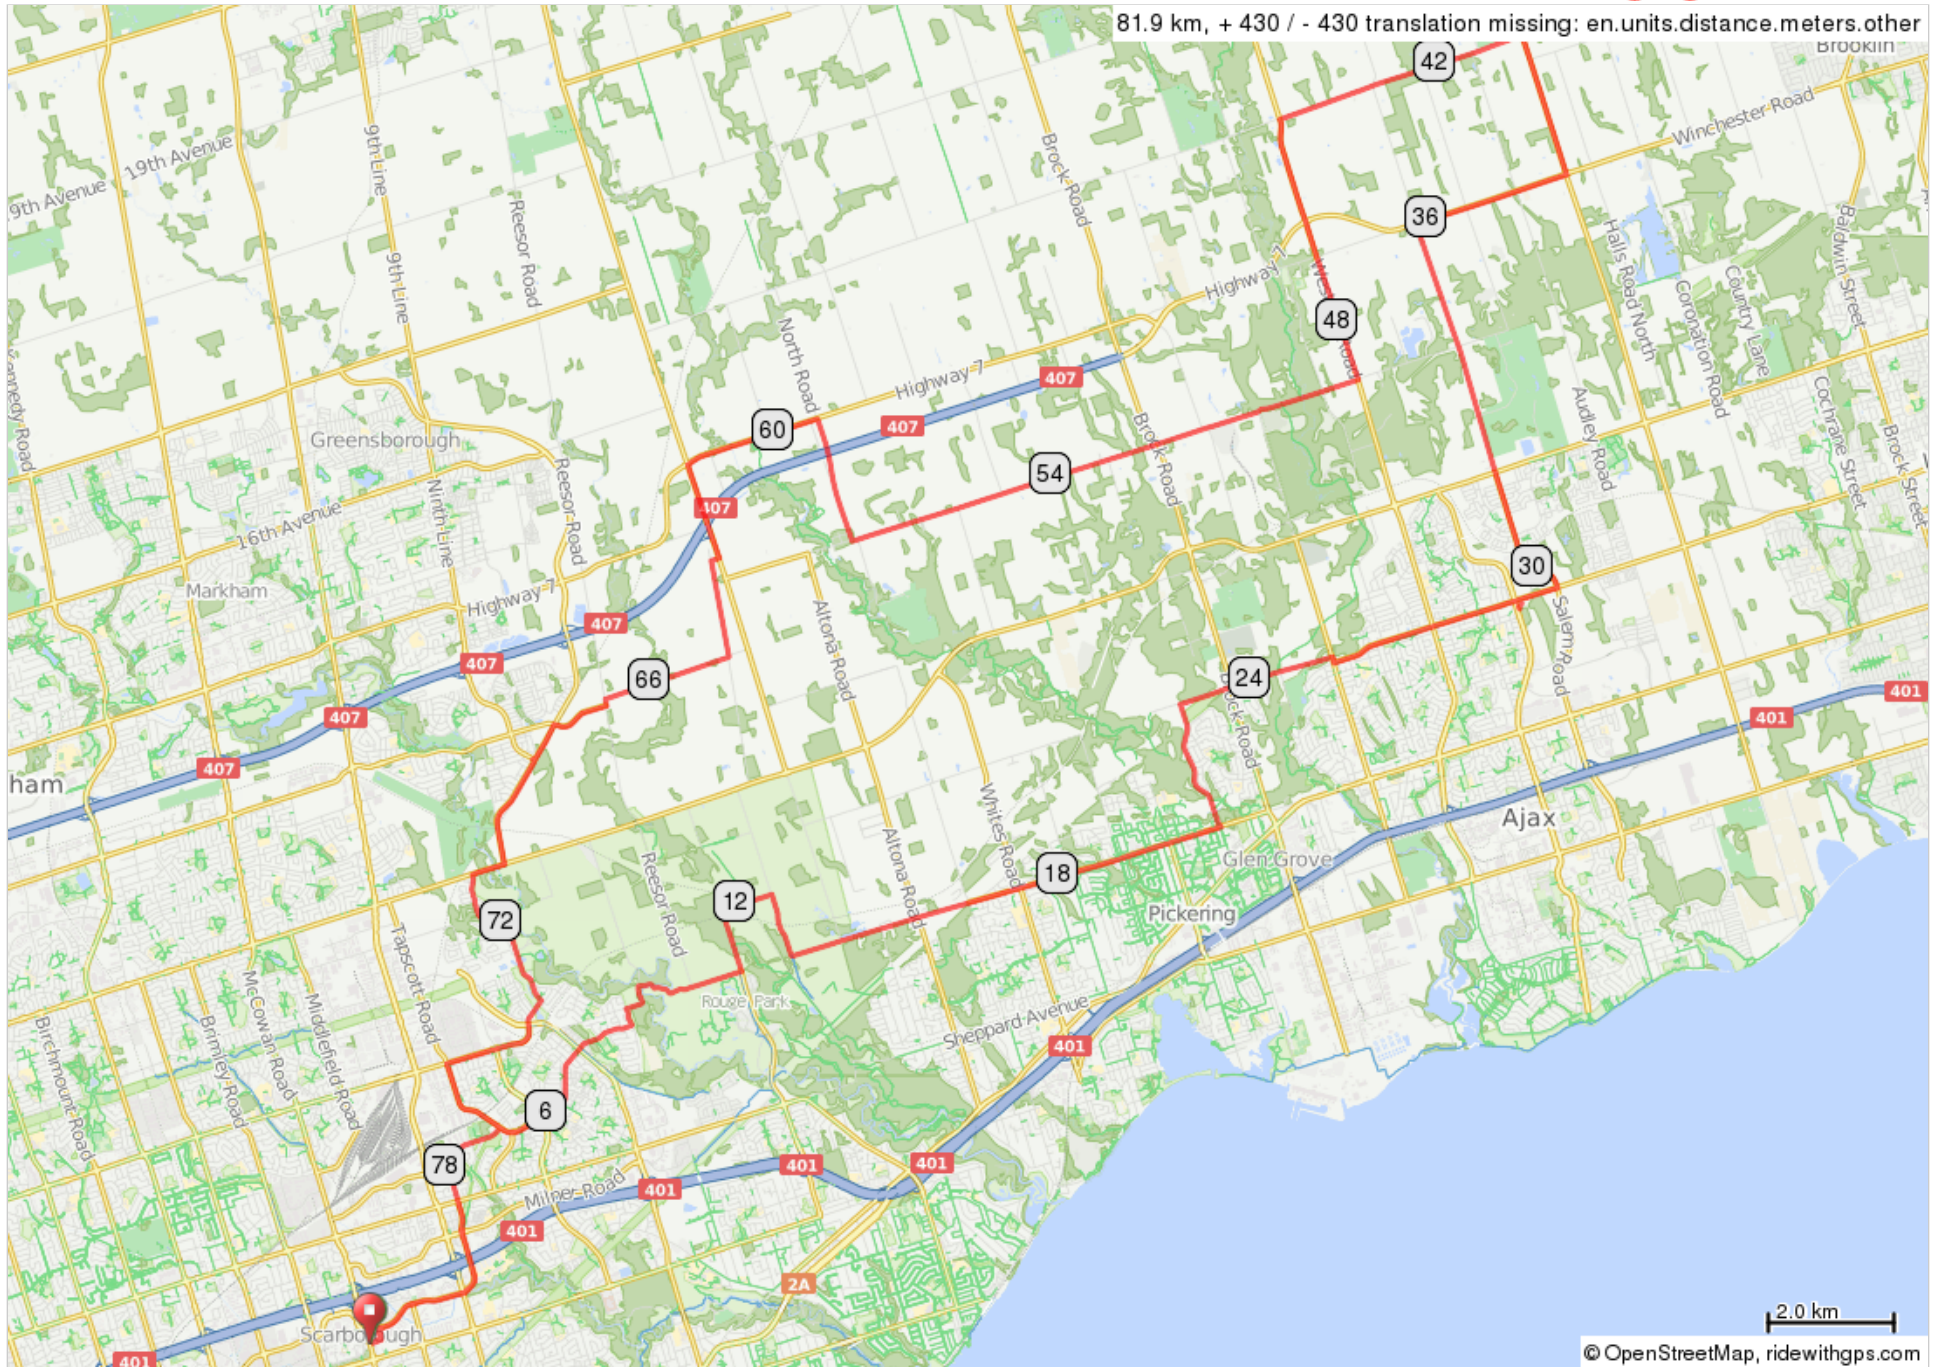 81.9 km, + 430 / - 430 translation missing: en.units.distance.meters.other
Brooklin
42
Winchester Road
19th Avenue
9th Avenue
9th Line
Brock Road
Reesor Road
36
Halls Road North
Baldwin Street
9th Line
Highway 7
Coronation Road
Country Lane
48
North Road
Highway 7
407
Kennedy Road
Audley Road
Cochrane Street
Brock Street
60
407
Greensborough
Brock Road
54
Reesor Road
Ninth Line
407
16th Avenue
30
Markham
Highway 7
Altona Road
Salem Road
407
407
66
24
Brock Road
401
407
401
407
ham
Whites Road
Ajax
Altona Road
Glen Grove
Reesor Road
18
12
Pickering
72
Tapscott Road
Rouge Park
McCowan Road
Middlefield Road
Sheppard Avenue
Birchmount Road
Brimley Road
401
6
78
401
401
Milner Road
401
401
2A
2.0 km
Scarborough
401
© OpenStreetMap, ridewithgps.com